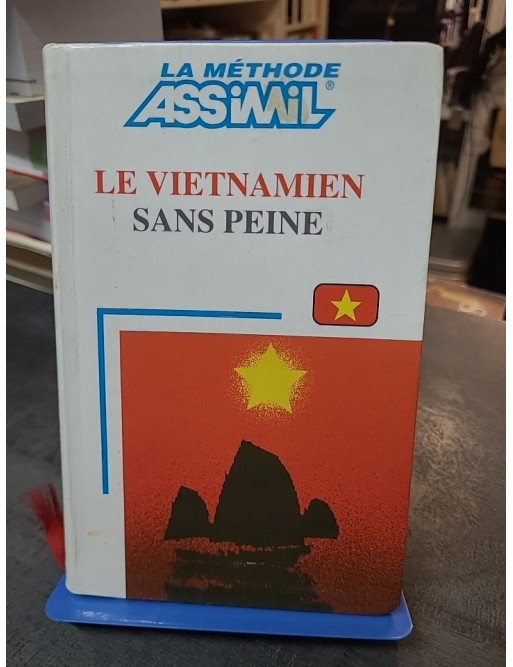 LA MÉTHODE
ASSiMiL®
LE VIETNAMIEN
SANS PEINE